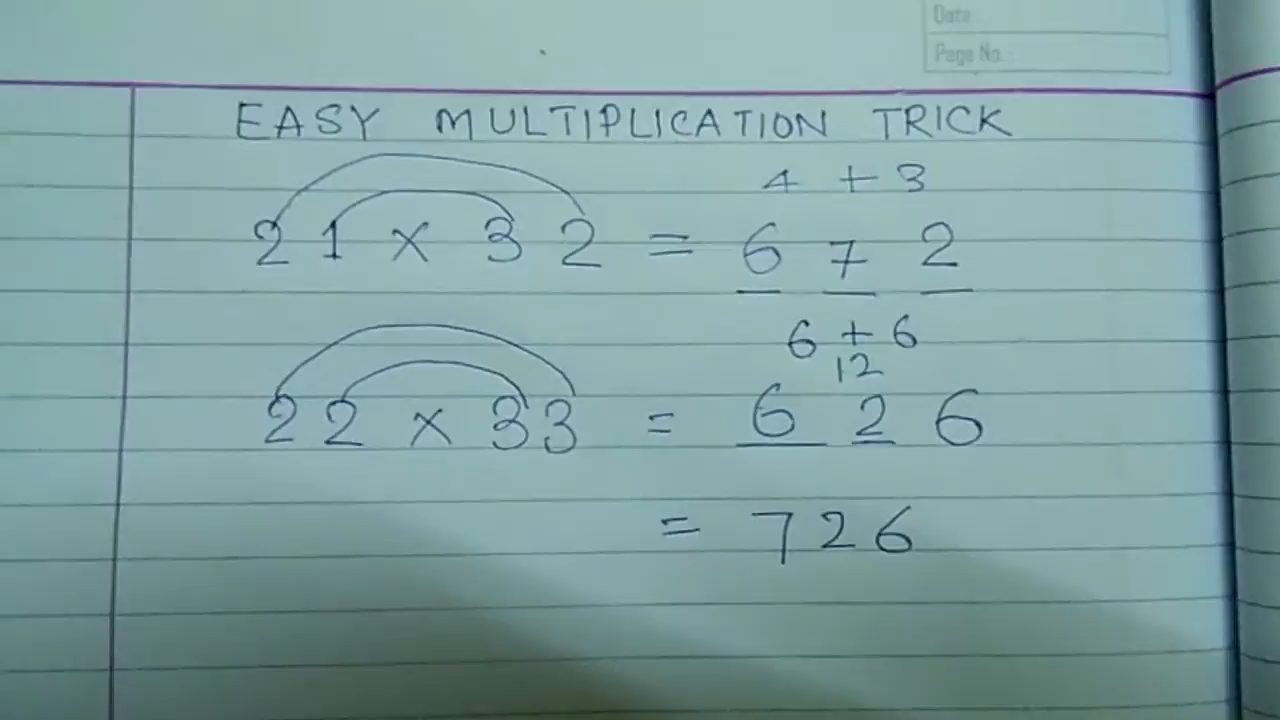 Date
Page No.:
EASY MULTIPLICATION TRICK
4 + 3
21 × 32 = 6 7 2
6 + 6
12
22 × 33 = 6 2 6
= 726